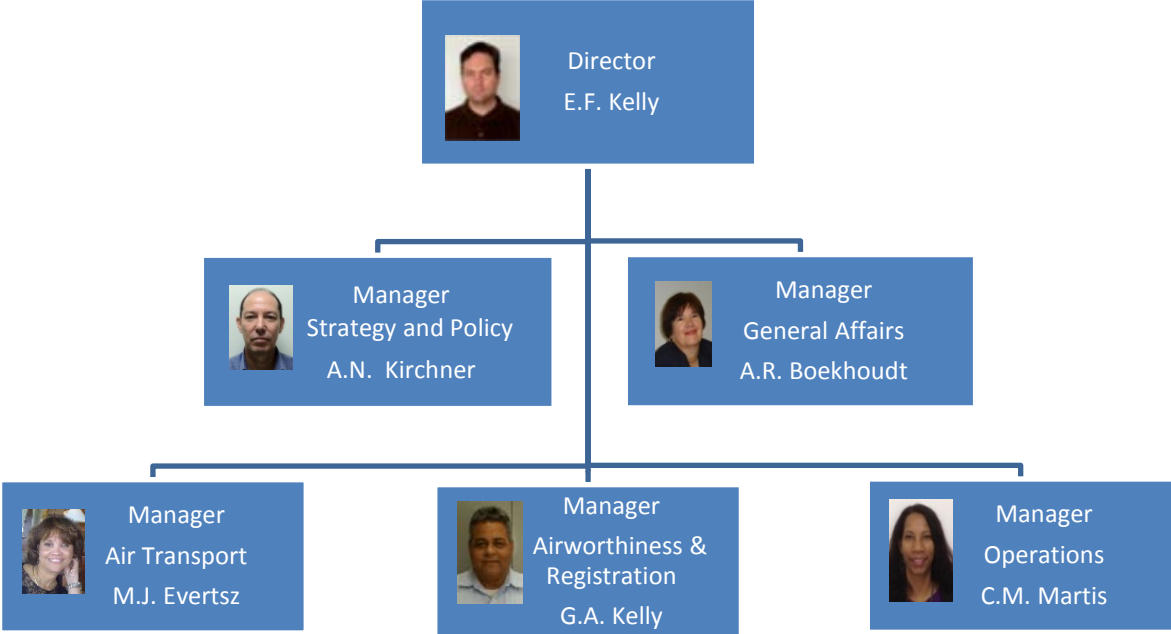 Director
E.F. Kelly
Manager
Strategy and Policy
A.N. Kirchner
Manager
General Affairs
A.R. Boekhoudt
Manager
Air Transport
M.J. Evertsz
Manager
Airworthiness &
Registration
G.A. Kelly
Manager
Operations
C.M. Martis